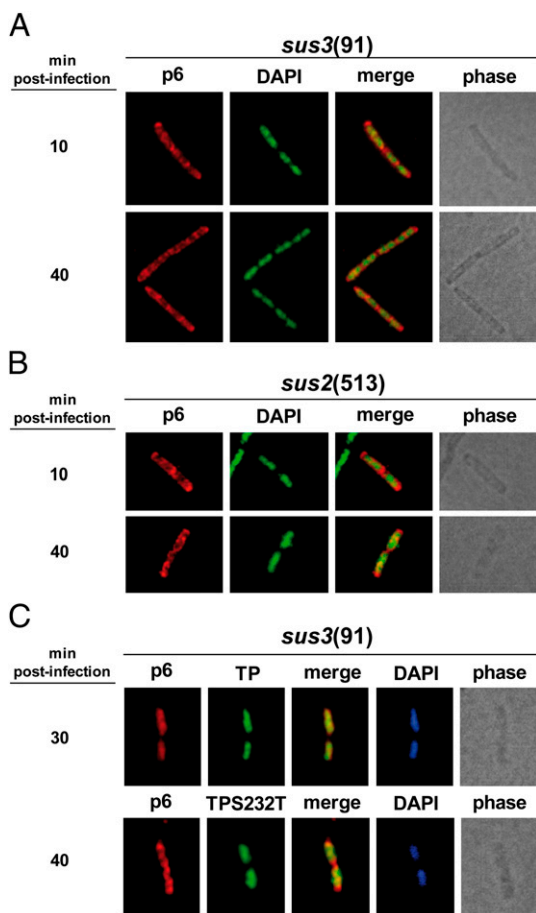 A
sus3(91)
min
post-infection
p6 DAPI merge phase
10
40
B
sus2(513)
min
post-infection
p6 DAPI merge phase
10
40
C
sus3(91)
min
post-infection
p6 TP merge DAPI phase
30
p6 TPS232T merge DAPI phase
40